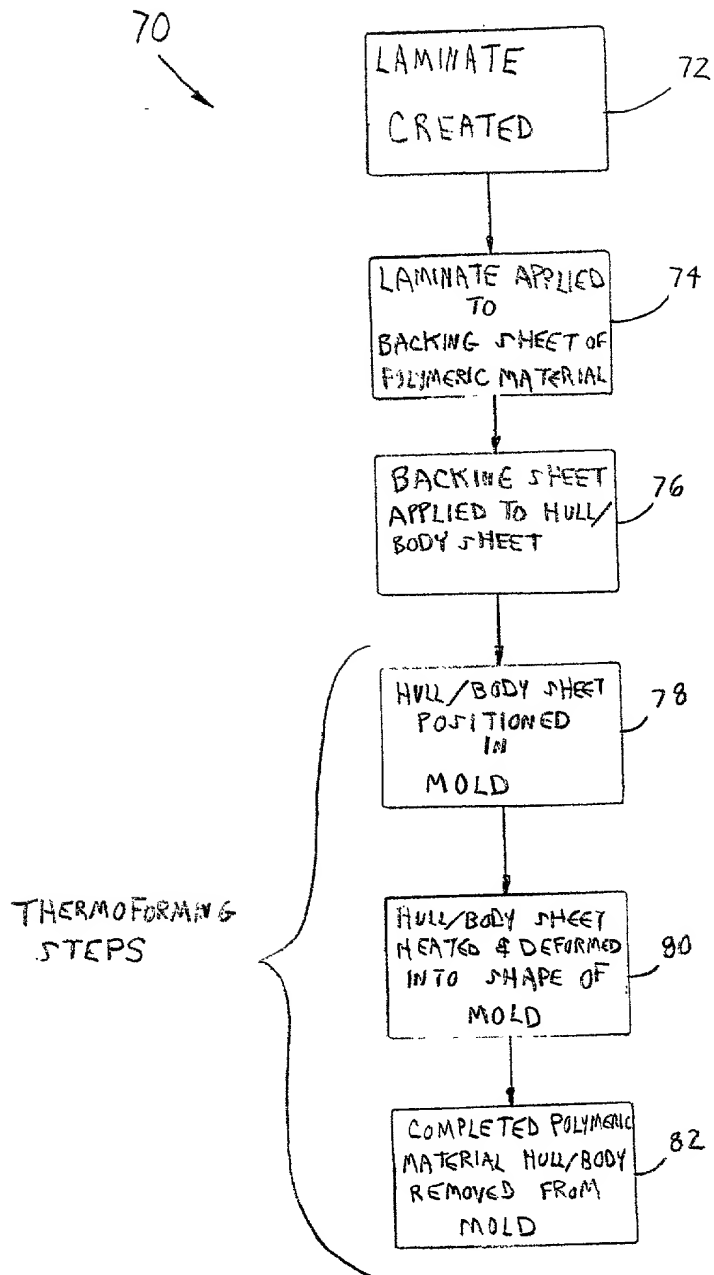 70
LAMINATE
CREATED
72
LAMINATE APPLIED
TO
BACKING SHEET OF
POLYMERIC MATERIAL
74
BACKING SHEET
APPLIED TO HULL/
BODY SHEET
76
HULL/BODY SHEET
POSITIONED
IN
MOLD
78
THERMOFORMING
STEPS
HULL/BODY SHEET
HEATED & DEFORMED
INTO SHAPE OF
MOLD
80
COMPLETED POLYMERIC
MATERIAL HULL/BODY
REMOVED FROM
MOLD
82